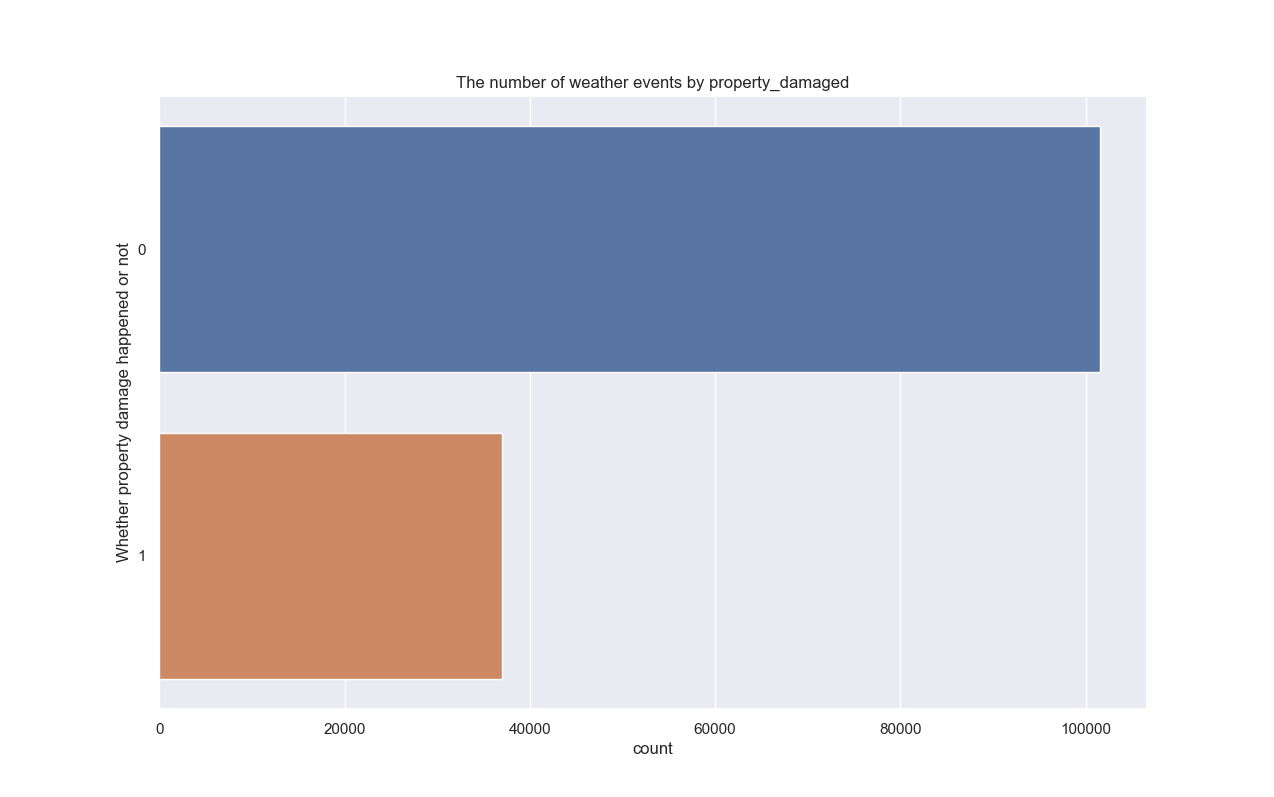 The number of weather events by property_damaged
Whether property damage happened or not
0
1
0 20000 40000 60000 80000 100000
count